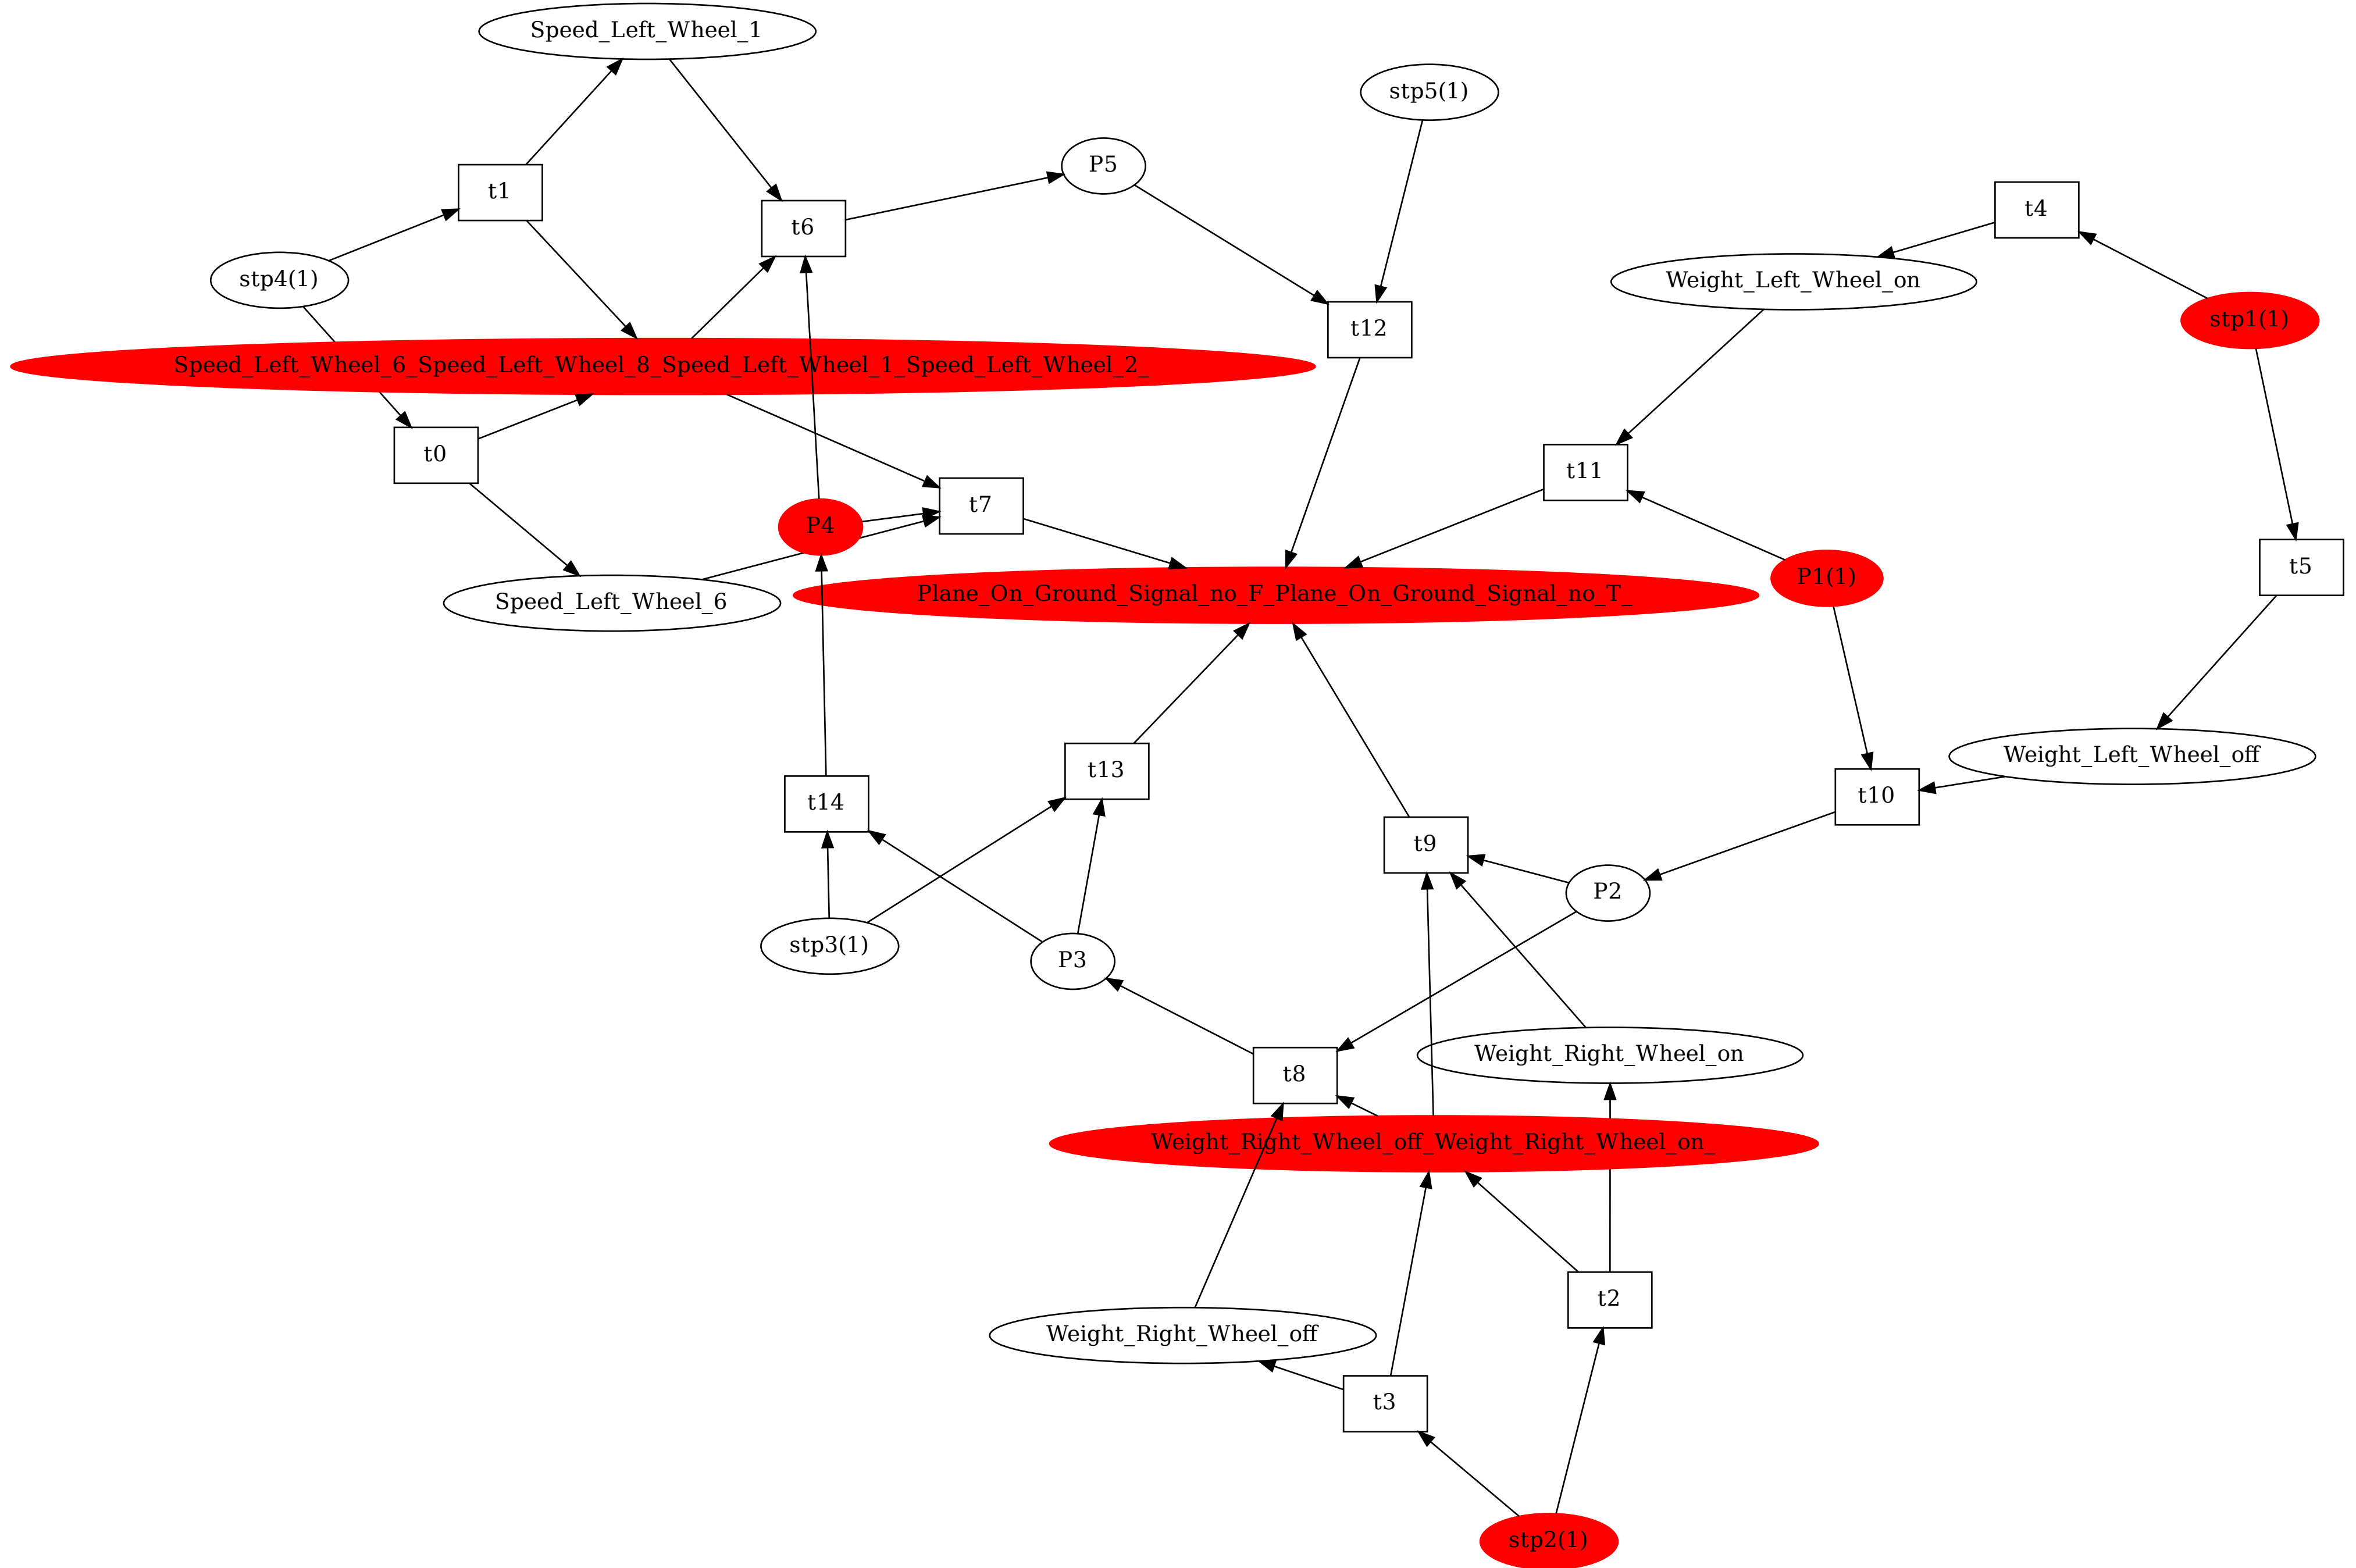 Speed_Left_Wheel_1
stp5(1)
P5
t1
t4
t6
stp4(1)
Weight_Left_Wheel_on
stp1(1)
t12
Speed_Left_Wheel_6_Speed_Left_Wheel_8_Speed_Left_Wheel_1_Speed_Left_Wheel_2_
t0
t11
t7
P4
t5
P1(1)
Plane_On_Ground_Signal_no_F_Plane_On_Ground_Signal_no_T_
Speed_Left_Wheel_6
Weight_Left_Wheel_off
t13
t10
t14
t9
P2
stp3(1)
P3
Weight_Right_Wheel_on
t8
Weight_Right_Wheel_off_Weight_Right_Wheel_on_
t2
Weight_Right_Wheel_off
t3
stp2(1)